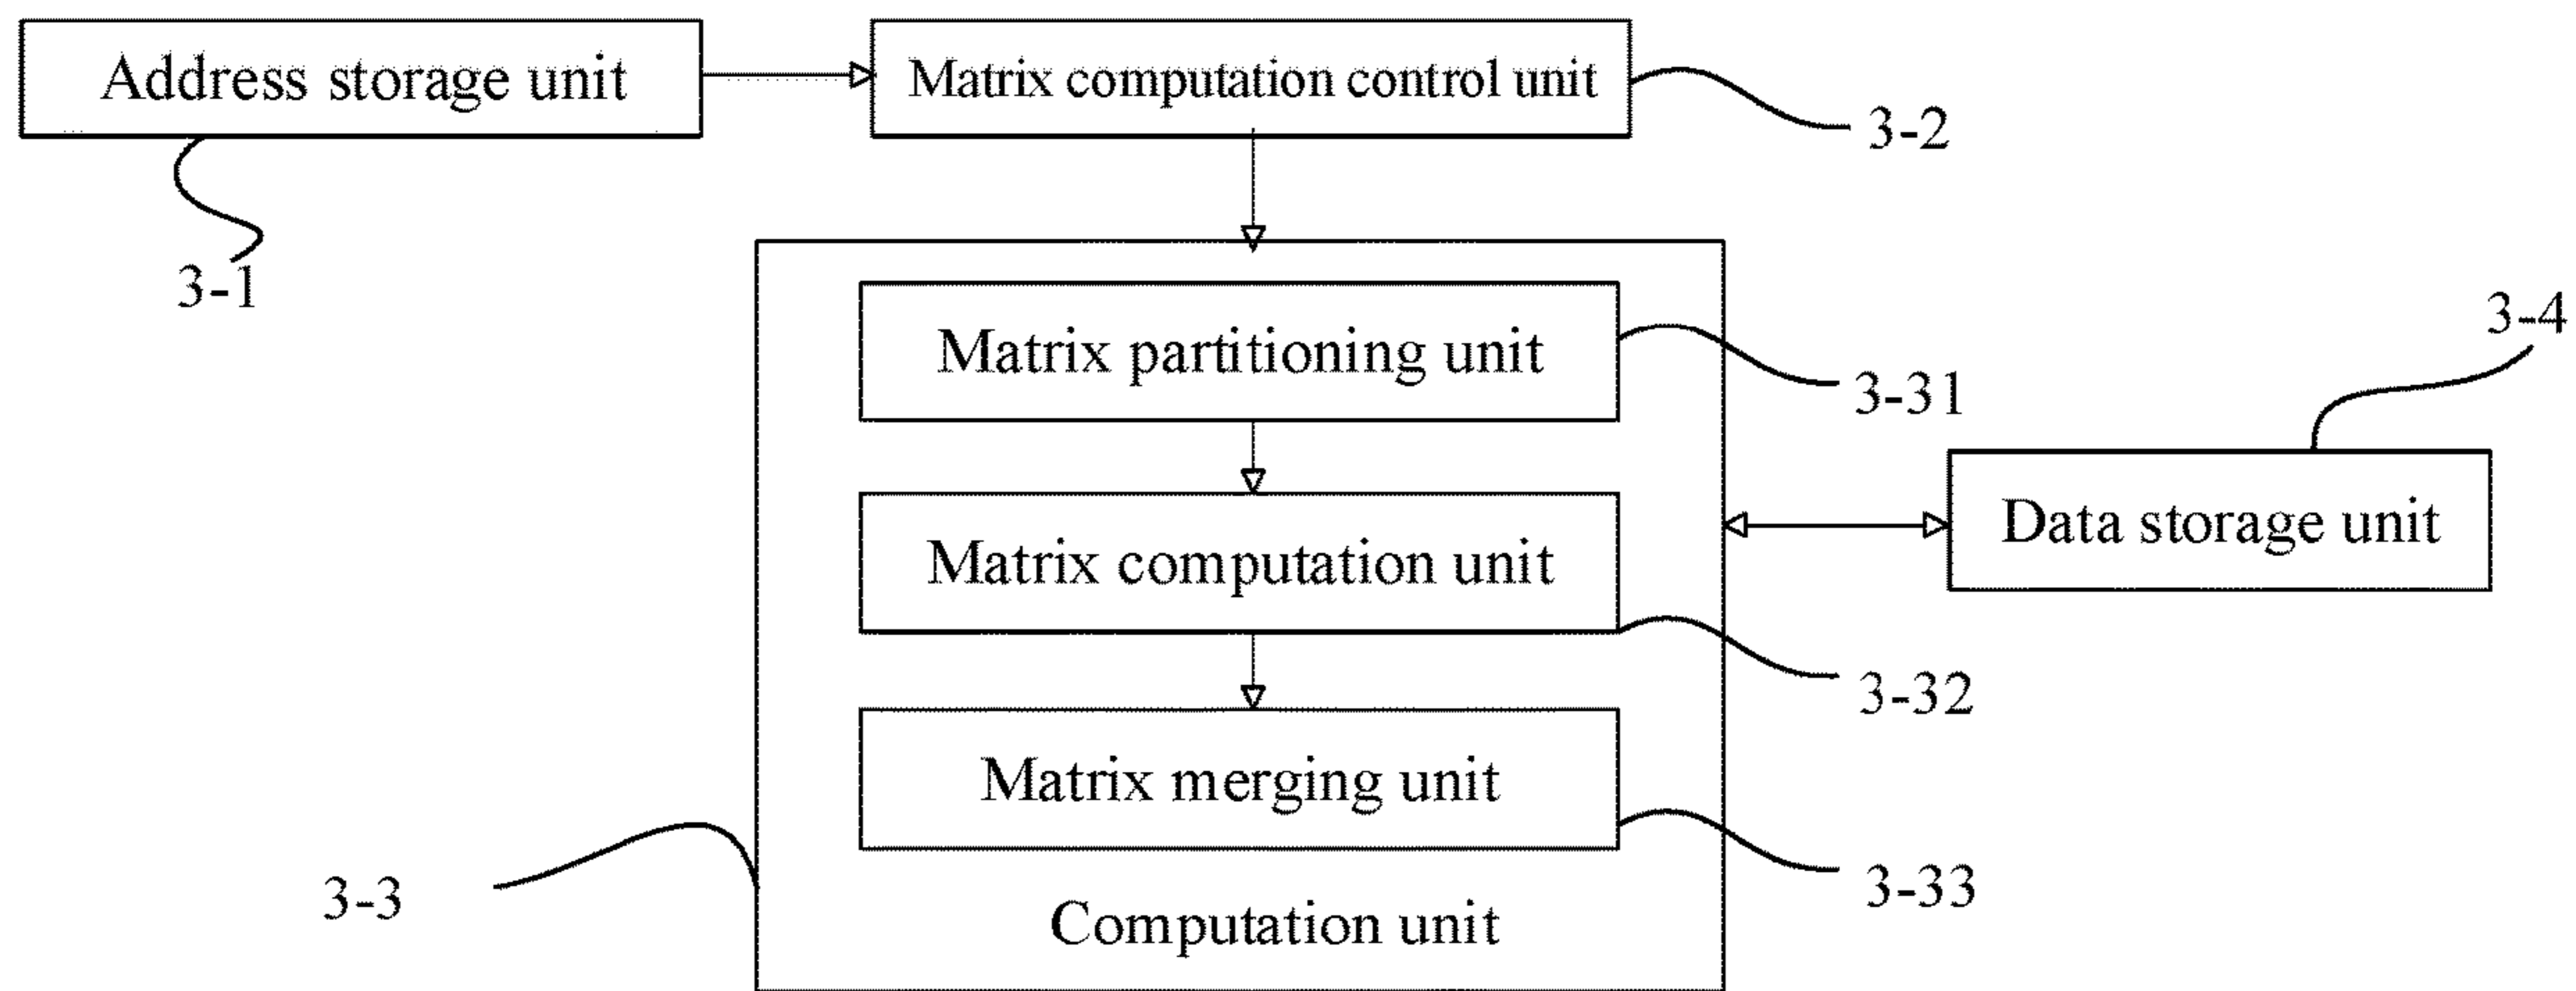 Address storage unit
Matrix computation control unit
3-2
3-1
Matrix partitioning unit
3-31
3-4
Matrix computation unit
Data storage unit
3-32
Matrix merging unit
3-33
3-3
Computation unit